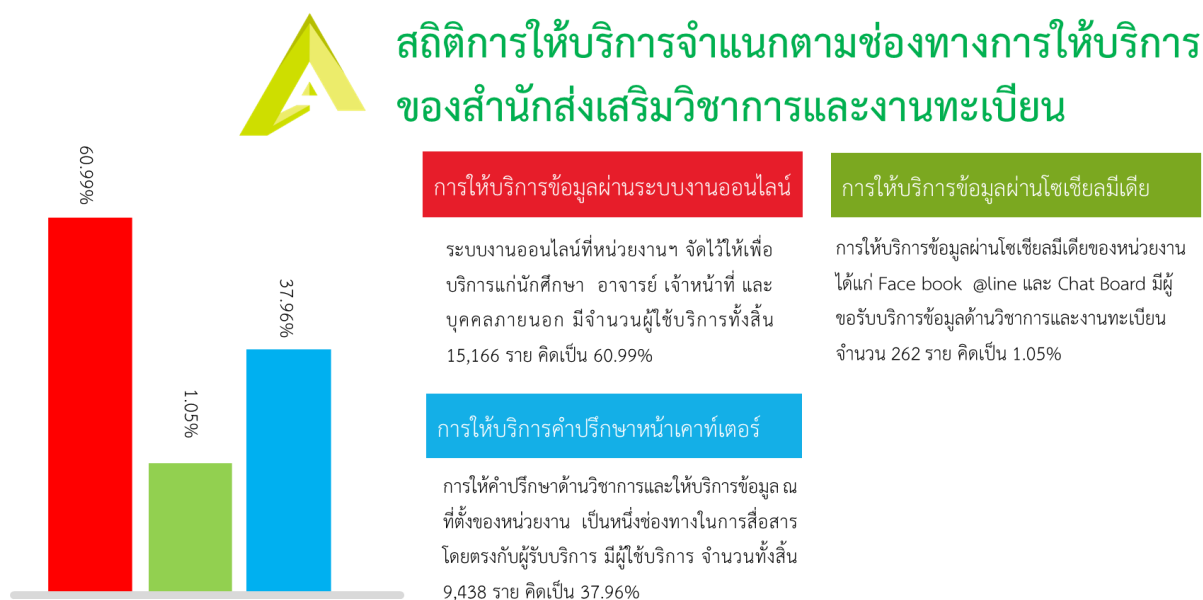 สถิติการให้บริการจำแนกตามช่องทางการให้บริการ
ของสำนักส่งเสริมวิชาการและงานทะเบียน
60.99%
1.05%
37.96%
การให้บริการข้อมูลผ่านระบบงานออนไลน์
ระบบงานออนไลน์ที่หน่วยงานฯ จัดไว้ให้เพื่อ
บริการแก่นักศึกษา อาจารย์ เจ้าหน้าที่ และ
บุคคลภายนอก มีจำนวนผู้ใช้บริการทั้งสิ้น
15,166 ราย คิดเป็น 60.99%
การให้บริการข้อมูลผ่านโซเชียลมีเดีย
การให้บริการข้อมูลผ่านโซเชียลมีเดียของหน่วยงาน
ได้แก่ Face book @line และ Chat Board มีผู้
ขอรับบริการข้อมูลด้านวิชาการและงานทะเบียน
จำนวน 262 ราย คิดเป็น 1.05%
การให้บริการคำปรึกษาหน้าเคาท์เตอร์
การให้คำปรึกษาด้านวิชาการและให้บริการข้อมูล ณ
ที่ตั้งของหน่วยงาน เป็นหนึ่งช่องทางในการสื่อสาร
โดยตรงกับผู้รับบริการ มีผู้ใช้บริการ จำนวนทั้งสิ้น
9,438 ราย คิดเป็น 37.96%